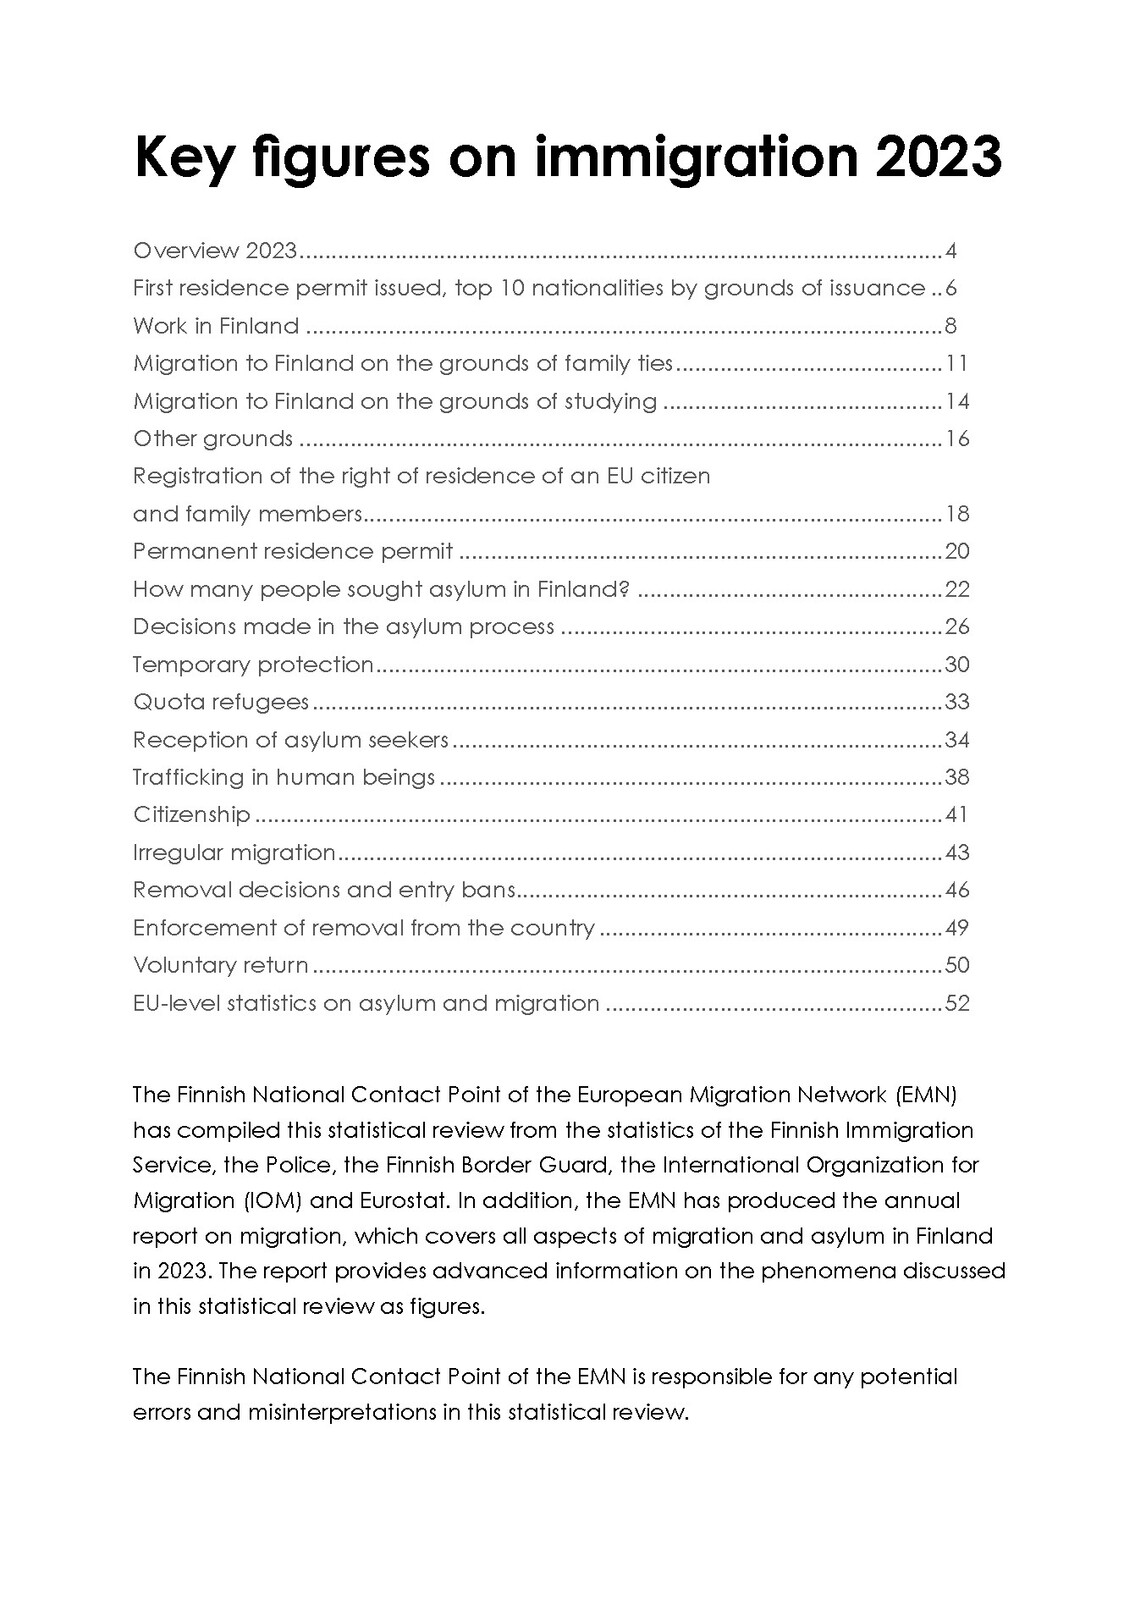 Key figures on immigration 2023
Overview 2023.....................................................................................................4
First residence permit issued, top 10 nationalities by grounds of issuance ..6
Work in Finland ....................................................................................................8
Migration to Finland on the grounds of family ties..........................................11
Migration to Finland on the grounds of studying ............................................14
Other grounds .....................................................................................................16
Registration of the right of residence of an EU citizen
and family members...........................................................................................18
Permanent residence permit ............................................................................20
How many people sought asylum in Finland? ................................................22
Decisions made in the asylum process ............................................................26
Temporary protection.........................................................................................30
Quota refugees...................................................................................................33
Reception of asylum seekers.............................................................................34
Trafficking in human beings ...............................................................................38
Citizenship ............................................................................................................41
Irregular migration...............................................................................................43
Removal decisions and entry bans...................................................................46
Enforcement of removal from the country ......................................................49
Voluntary return ...................................................................................................50
EU-level statistics on asylum and migration .....................................................52
The Finnish National Contact Point of the European Migration Network (EMN)
has compiled this statistical review from the statistics of the Finnish Immigration
Service, the Police, the Finnish Border Guard, the International Organization for
Migration (IOM) and Eurostat. In addition, the EMN has produced the annual
report on migration, which covers all aspects of migration and asylum in Finland
in 2023. The report provides advanced information on the phenomena discussed
in this statistical review as figures.
The Finnish National Contact Point of the EMN is responsible for any potential
errors and misinterpretations in this statistical review.